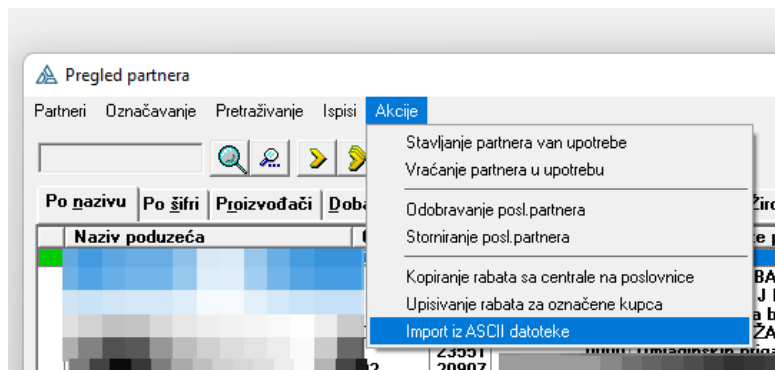 Pregled partnera
Partneri Označavanje Pretraživanje Ispisi Akcije
Stavljanje partnera van upotrebe
Vraćanje partnera u upotrebu
Po nazivu Po šifri Proizvođači
Odobravanje posl.partnera
Naziv poduzeća
Storniranje posl.partnera
Kopiranje rabata sa centrale na poslovnice
Upisivanje rabata za označene kupca
Import iz ASCII datoteke
23551
20907